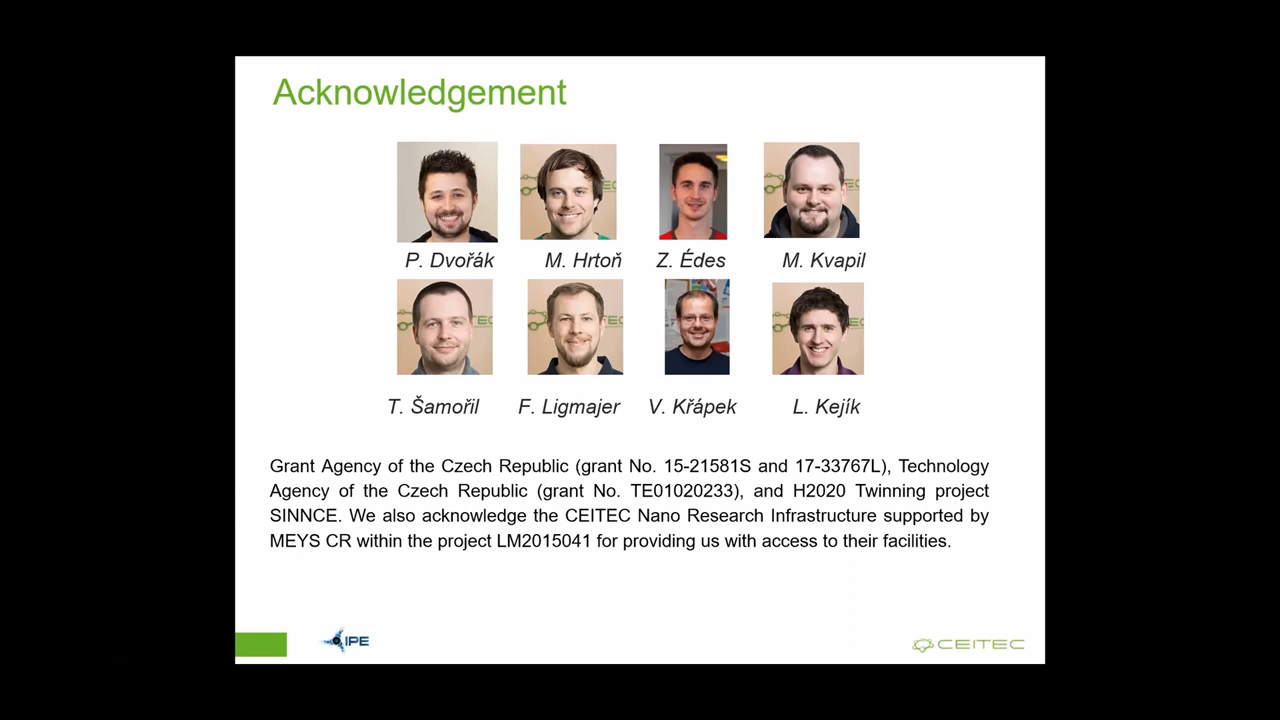 Acknowledgement
P. Dvořák M. Hrtoň Z. Édes M. Kvapil
T. Šamořil F. Ligmajer V. Křápek L. Kejík
Grant Agency of the Czech Republic (grant No. 15-21581S and 17-33767L), Technology
Agency of the Czech Republic (grant No. TE01020233), and H2020 Twinning project
SINNCE. We also acknowledge the CEITEC Nano Research Infrastructure supported by
MEYS CR within the project LM2015041 for providing us with access to their facilities.
IPE
CEITEC